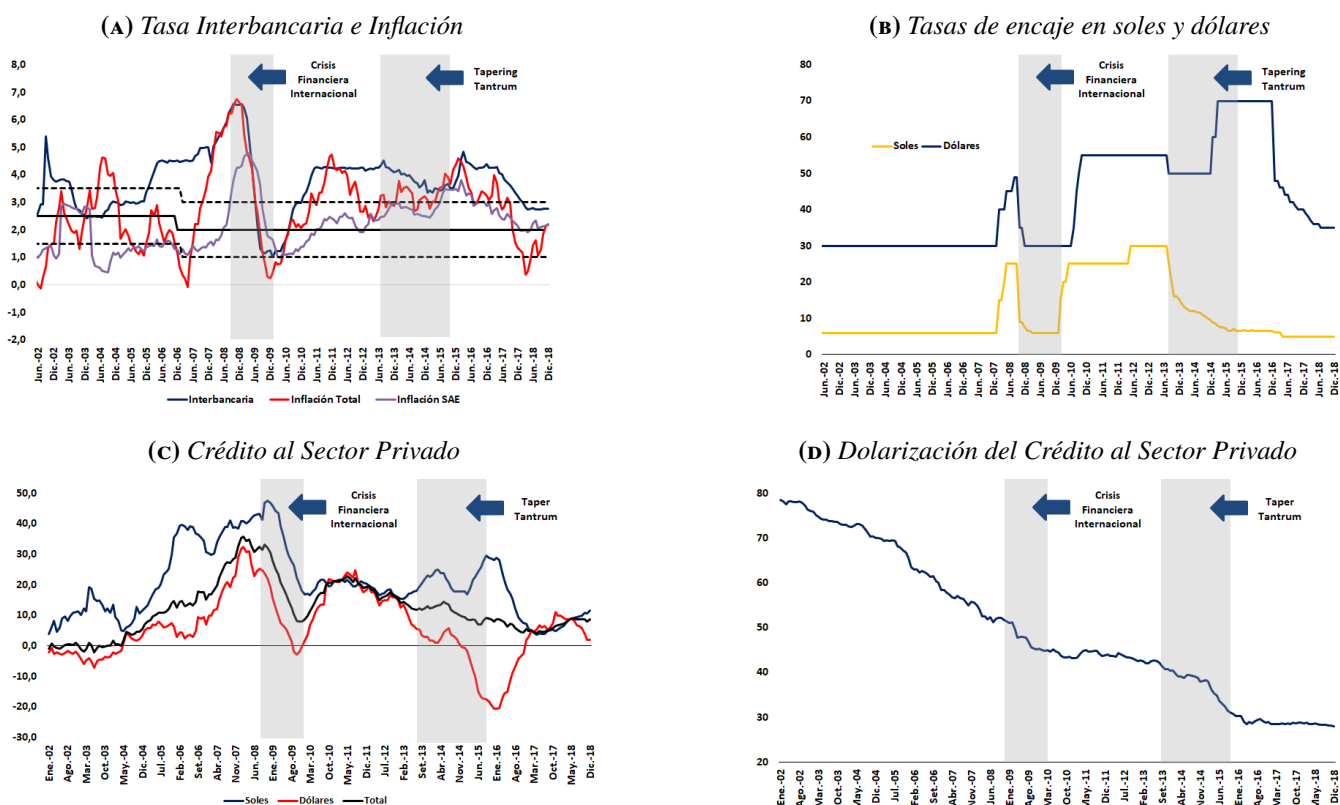 (A) Tasa Interbancaria e Inflación
8,0
7,0
6,0
5,0
4,0
3,0
2,0
1,0
0,0
-1,0
-2,0
Crisis
Financiera
Internacional
Tapering
Tantrum
Jun.-02
Dic.-02
Jun.-03
Dic.-03
Jun.-04
Dic.-04
Jun.-05
Dic.-05
Jun.-06
Dic.-06
Jun.-07
Dic.-07
Jun.-08
Dic.-08
Jun.-09
Dic.-09
Jun.-10
Dic.-10
Jun.-11
Dic.-11
Jun.-12
Dic.-12
Jun.-13
Dic.-13
Jun.-14
Dic.-14
Jun.-15
Dic.-15
Jun.-16
Dic.-16
Jun.-17
Dic.-17
Jun.-18
Dic.-18
Interbancaria
Inflación Total
Inflación SAE
(B) Tasas de encaje en soles y dólares
80
70
60
50
40
30
20
10
0
Crisis
Financiera
Internacional
Tapering
Tantrum
Soles
Dólares
Jun.-02
Dic.-02
Jun.-03
Dic.-03
Jun.-04
Dic.-04
Jun.-05
Dic.-05
Jun.-06
Dic.-06
Jun.-07
Dic.-07
Jun.-08
Dic.-08
Jun.-09
Dic.-09
Jun.-10
Dic.-10
Jun.-11
Dic.-11
Jun.-12
Dic.-12
Jun.-13
Dic.-13
Jun.-14
Dic.-14
Jun.-15
Dic.-15
Jun.-16
Dic.-16
Jun.-17
Dic.-17
Jun.-18
Dic.-18
(C) Crédito al Sector Privado
50,0
40,0
30,0
20,0
10,0
0,0
-10,0
-20,0
-30,0
Crisis
Financiera
Internacional
Taper
Tantrum
Ene.-02
Ago.-02
Mar.-03
Oct.-03
May.-04
Dic.-04
Jul.-05
Feb.-06
Set.-06
Abr.-07
Nov.-07
Jun.-08
Ene.-09
Ago.-09
Mar.-10
Oct.-10
May.-11
Dic.-11
Jul.-12
Feb.-13
Set.-13
Abr.-14
Nov.-14
Jun.-15
Ene.-16
Ago.-16
Mar.-17
Oct.-17
May.-18
Dic.-18
Soles
Dólares
Total
(D) Dolarización del Crédito al Sector Privado
80
70
60
50
40
30
20
Crisis
Financiera
Internacional
Taper
Tantrum
Ene.-02
Ago.-02
Mar.-03
Oct.-03
May.-04
Dic.-04
Jul.-05
Feb.-06
Set.-06
Abr.-07
Nov.-07
Jun.-08
Ene.-09
Ago.-09
Mar.-10
Oct.-10
May.-11
Dic.-11
Jul.-12
Feb.-13
Set.-13
Abr.-14
Nov.-14
Jun.-15
Ene.-16
Ago.-16
Mar.-17
Oct.-17
May.-18
Dic.-18